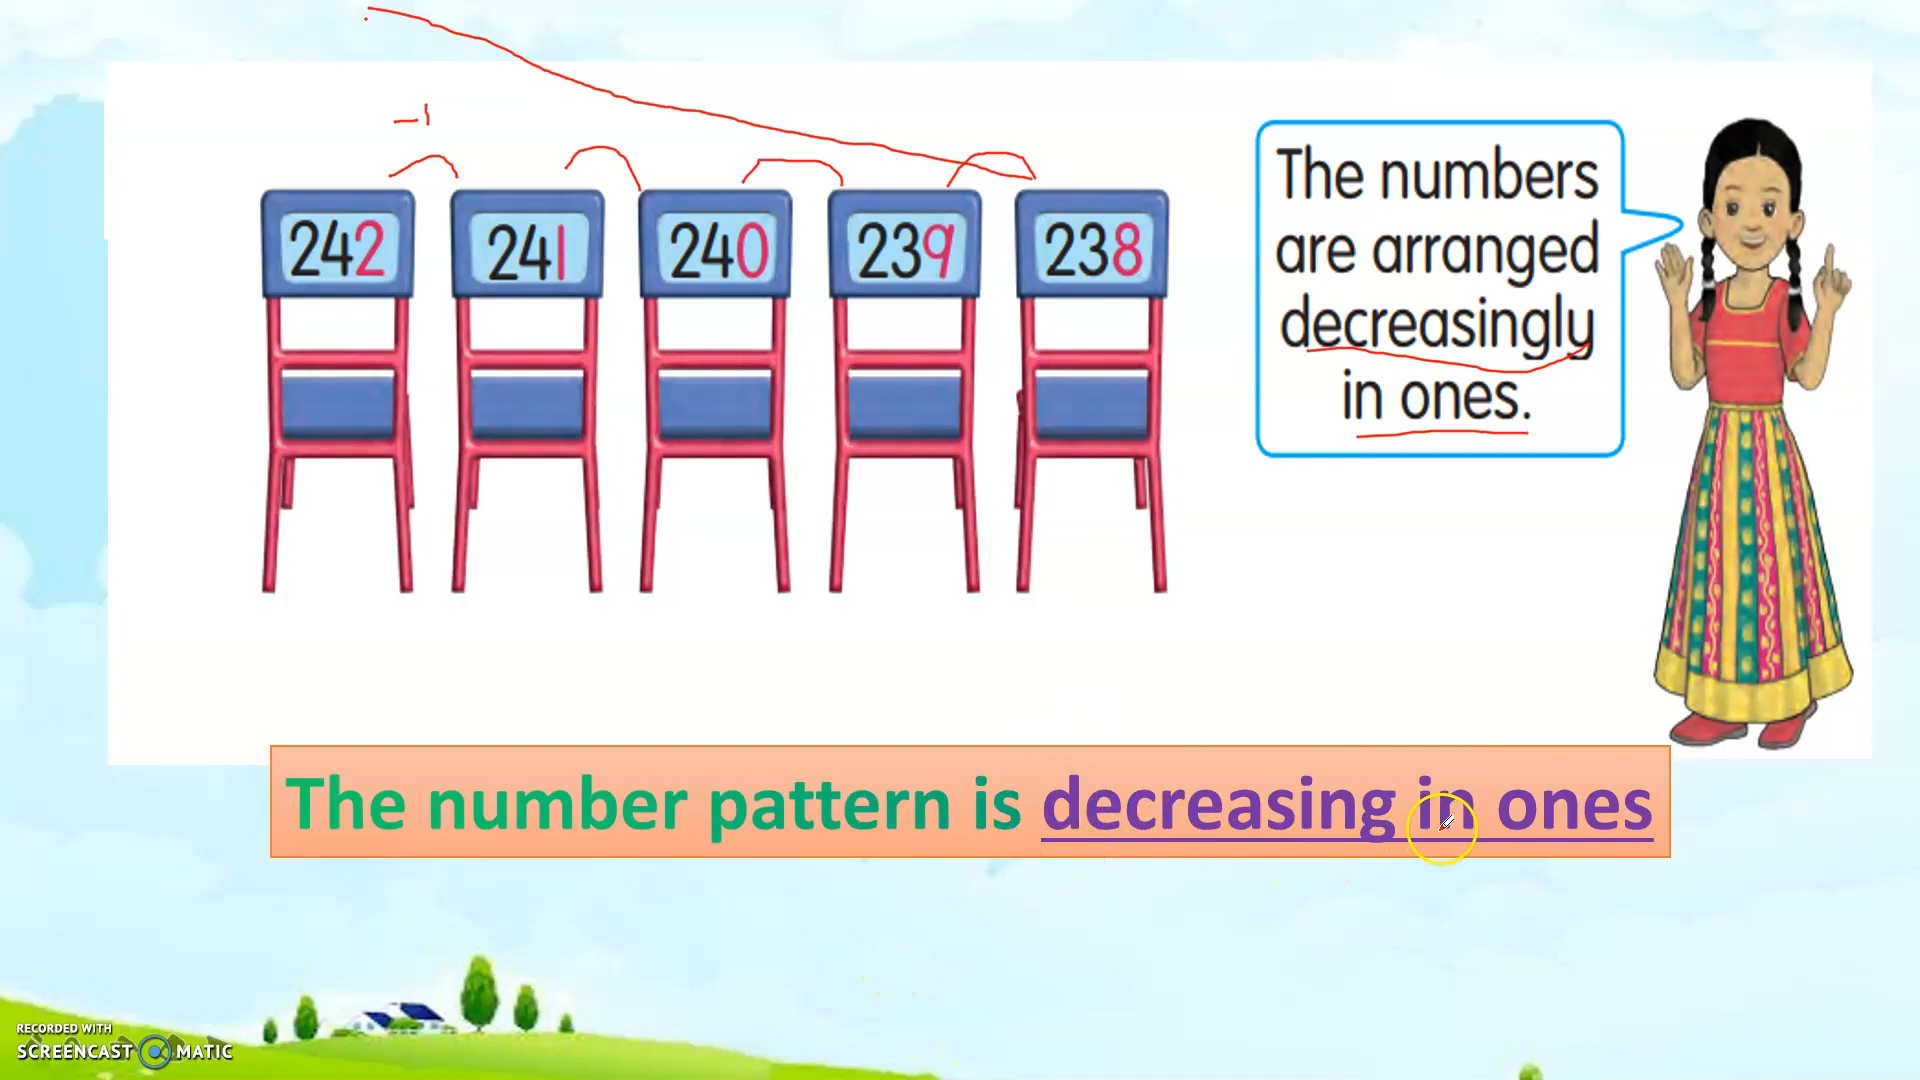 -1
242 241 240 239 238
The numbers
are arranged
decreasingly
in ones.
The number pattern is decreasing in ones
RECORDED WITH
SCREENCAST MATIC